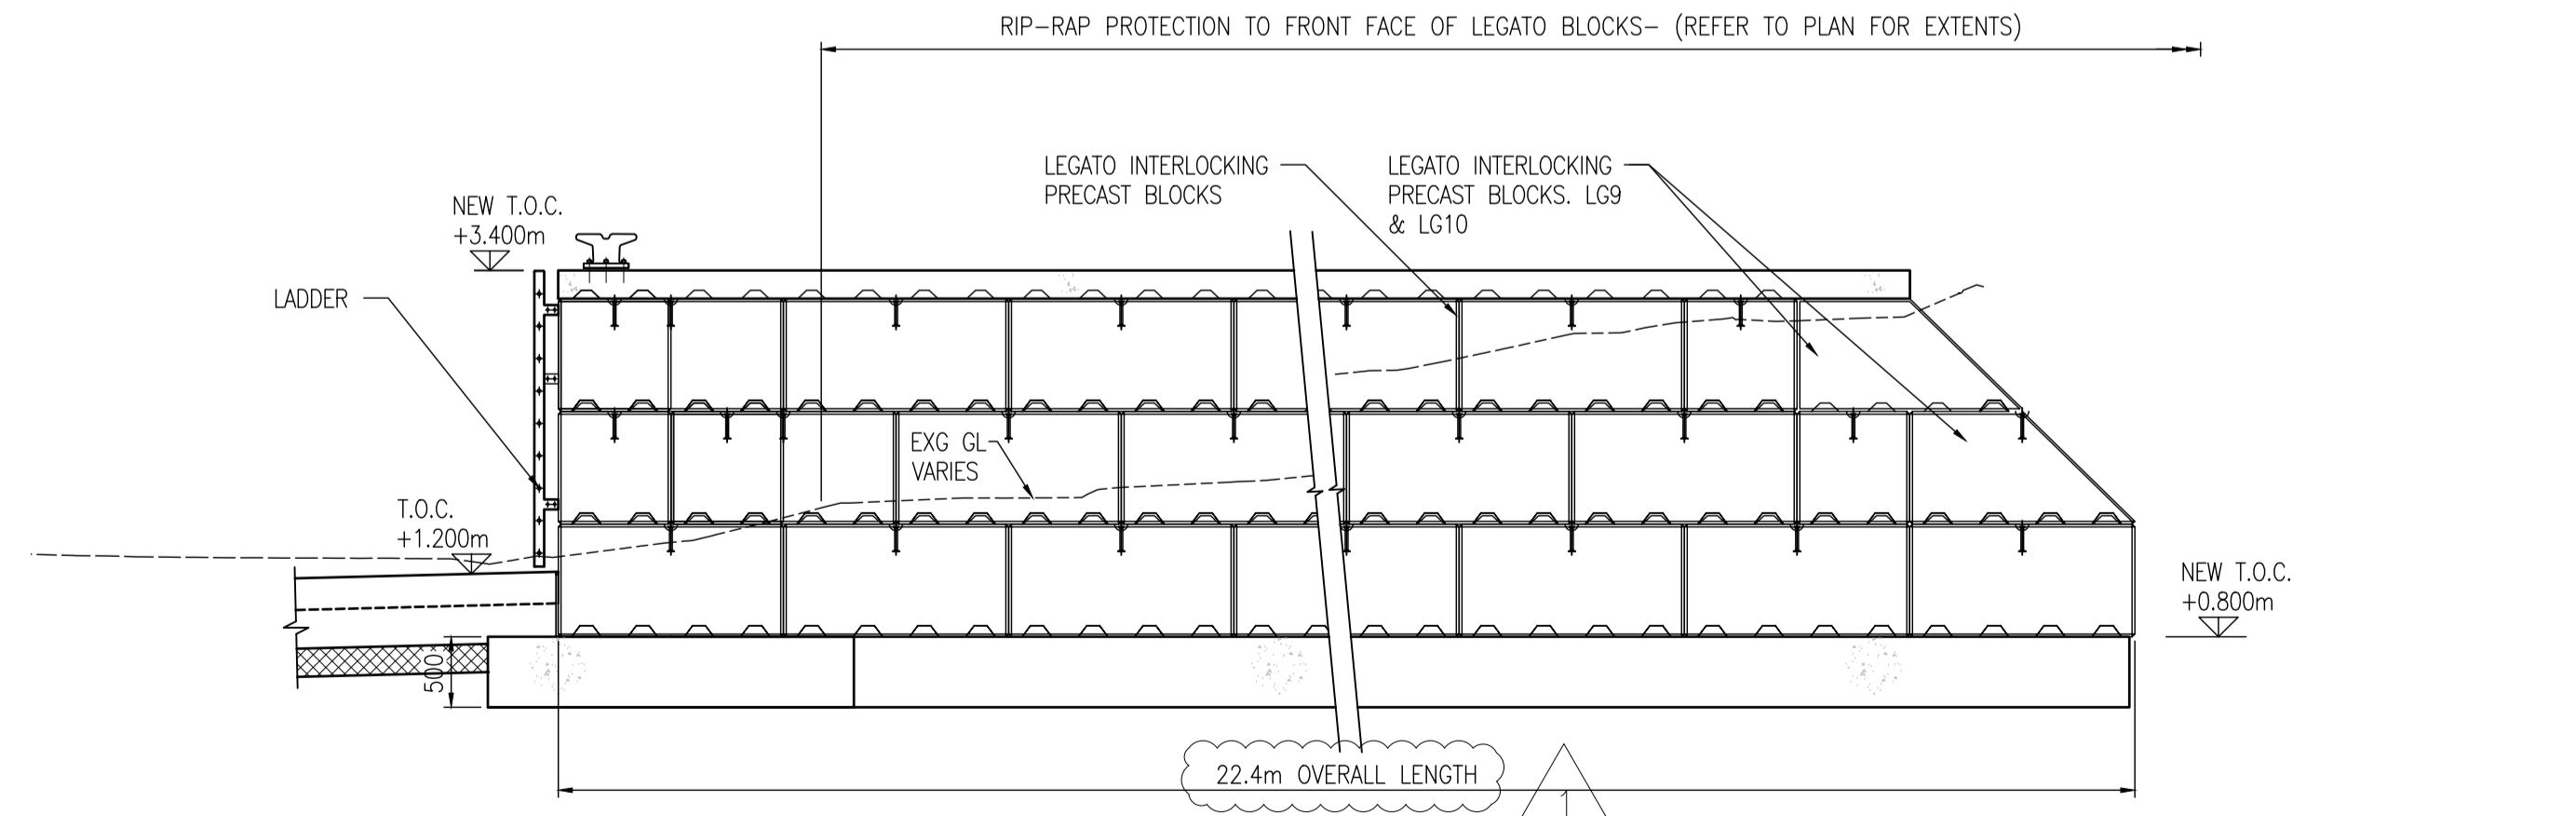 RIP-RAP PROTECTION TO FRONT FACE OF LEGATO BLOCKS- (REFER TO PLAN FOR EXTENTS)
LEGATO INTERLOCKING
PRECAST BLOCKS
LEGATO INTERLOCKING
PRECAST BLOCKS. LG9
& LG10
NEW T.O.C.
+3.400m
LADDER
EXG GL
VARIES
T.O.C.
+1.200m
NEW T.O.C.
+0.800m
500
22.4m OVERALL LENGTH
1